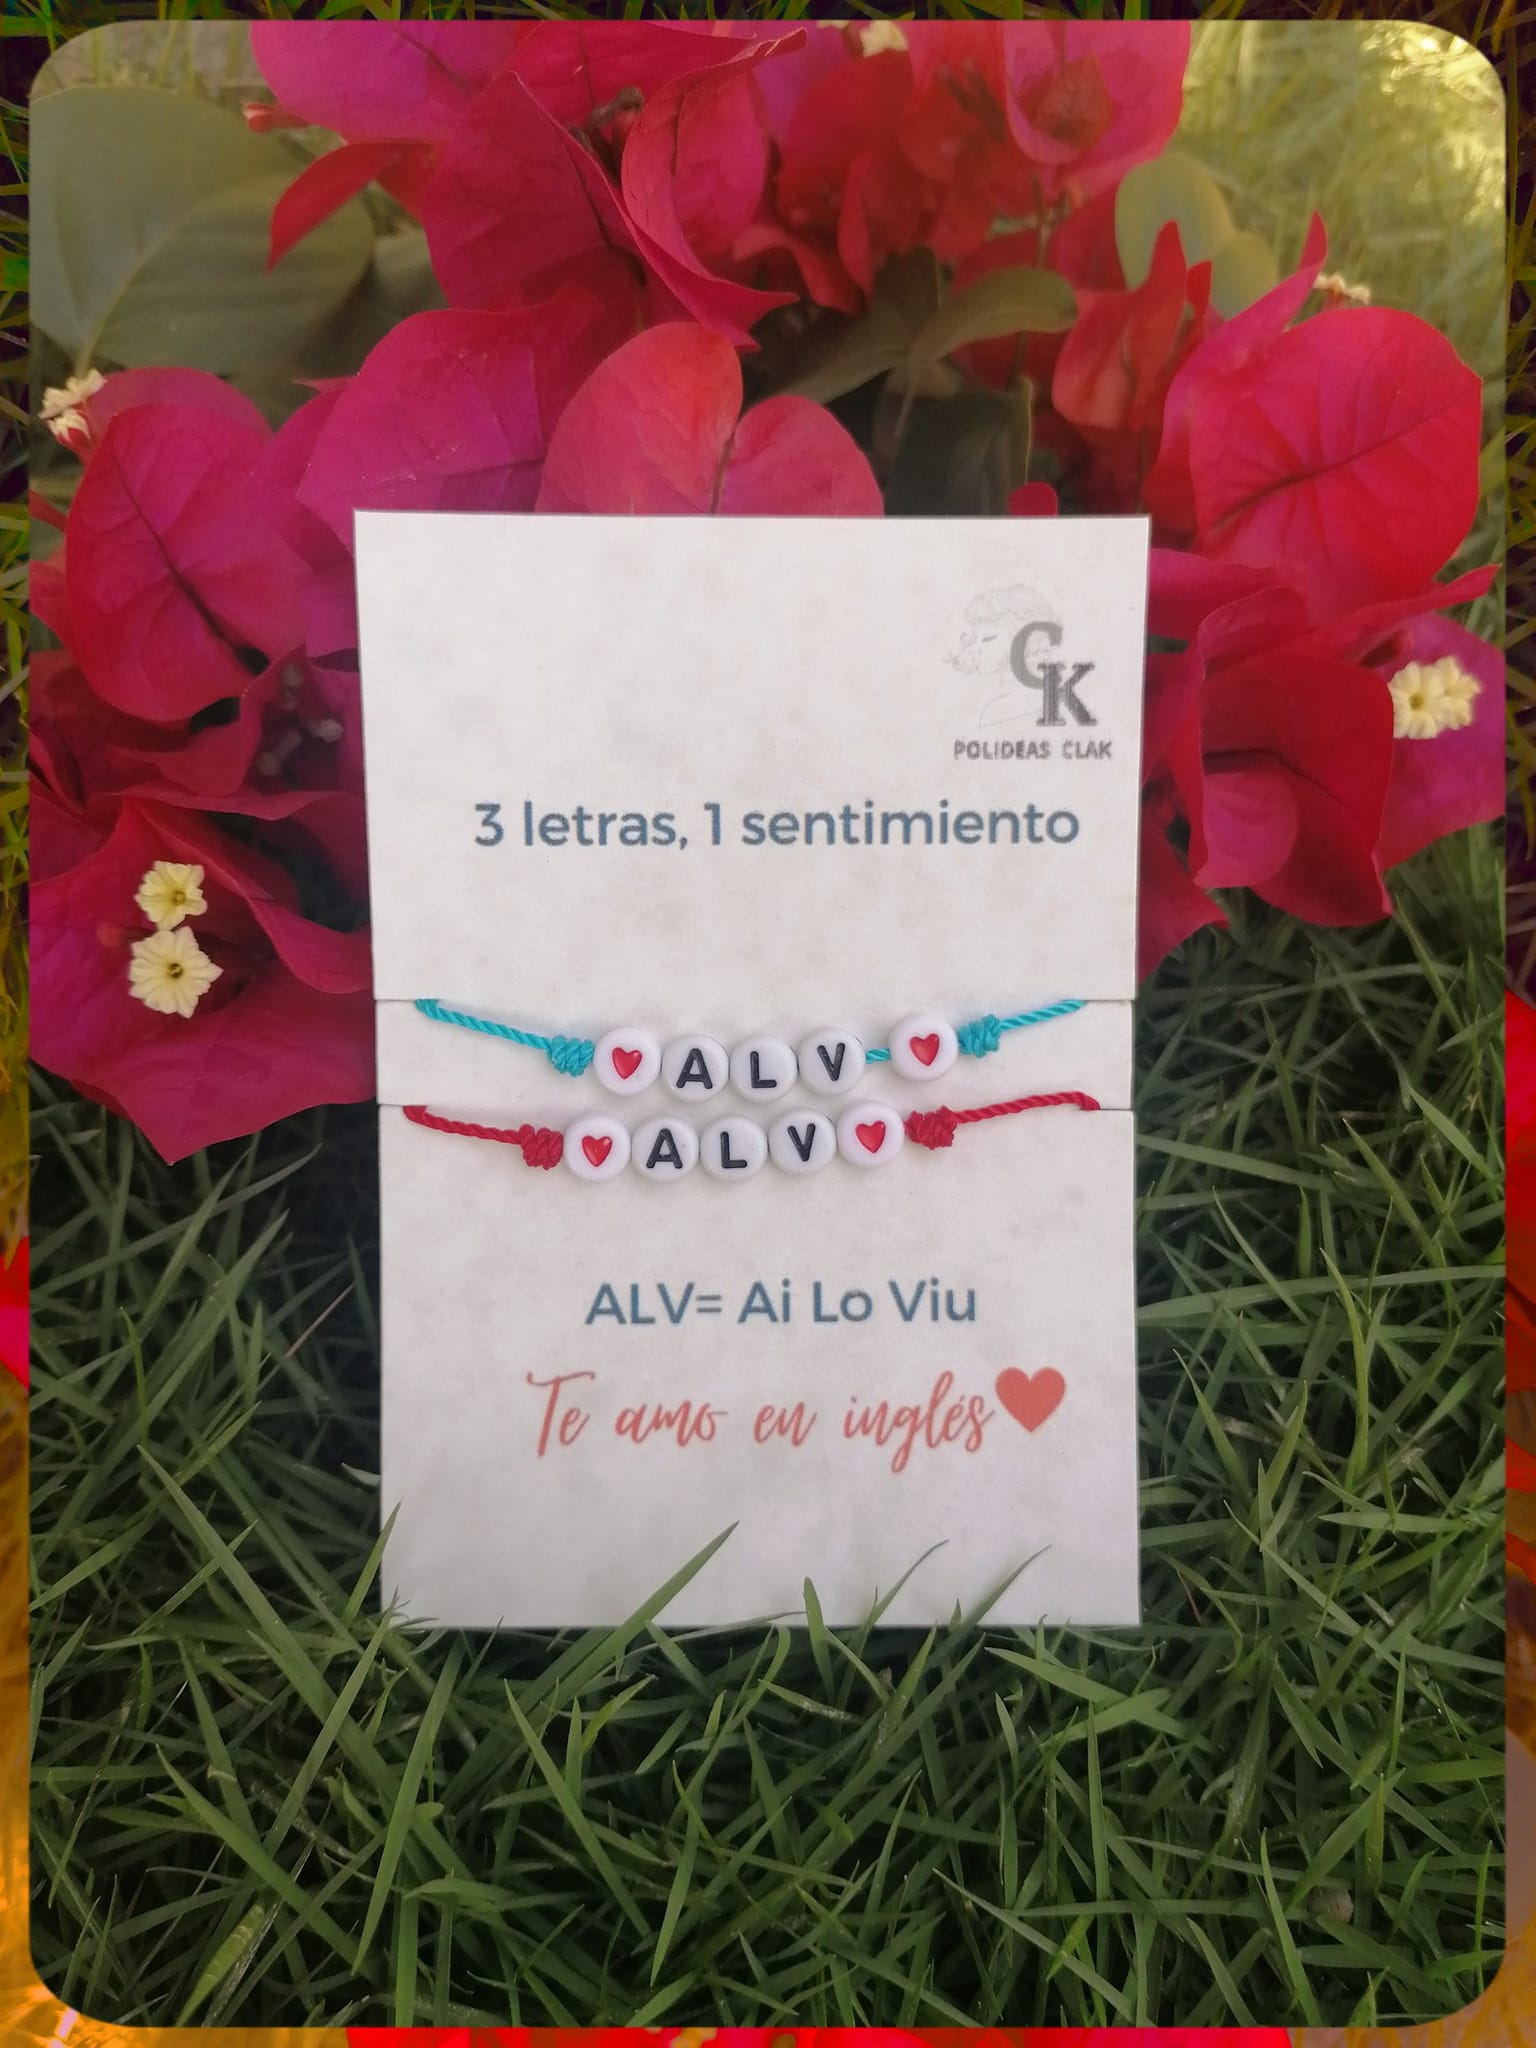 CK
POLIDEAS CLAK
3 letras, 1 sentimiento
ALV
ALV
ALV= Ai Lo Viu
Te amo en inglés